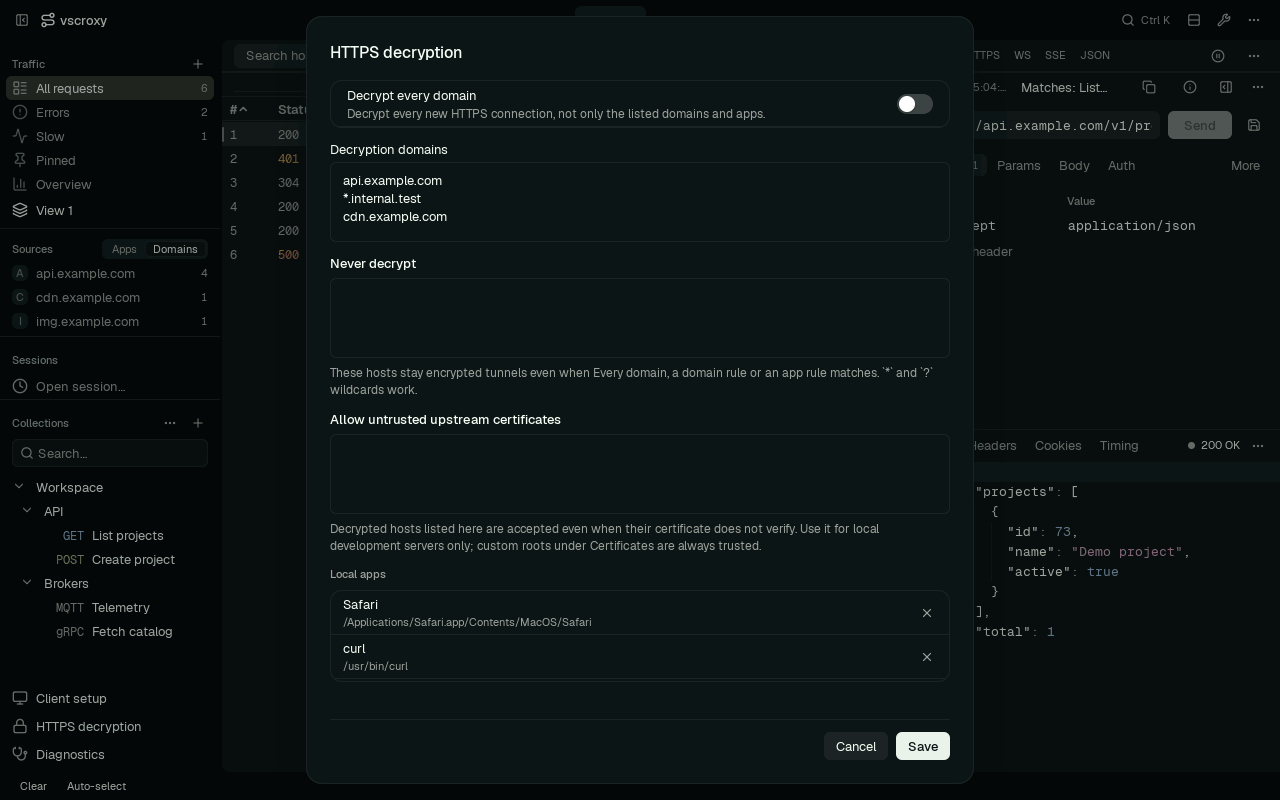 vscroxy
Ctrl K
Traffic
All requests 6
Errors 2
Slow 1
Pinned
Overview
View 1
Sources Apps Domains
A api.example.com 4
C cdn.example.com 1
I img.example.com 1
Sessions
Open session…
Collections
Search…
Workspace
API
GET List projects
POST Create project
Brokers
MQTT Telemetry
gRPC Fetch catalog
Client setup
HTTPS decryption
Diagnostics
Clear Auto-select
Search ho
#
1 200
2 401
3 304
4 200
5 200
6 500
HTTPS decryption
Decrypt every domain
Decrypt every new HTTPS connection, not only the listed domains and apps.
Decryption domains
api.example.com
*.internal.test
cdn.example.com
Never decrypt
These hosts stay encrypted tunnels even when Every domain, a domain rule or an app rule matches. `*` and `?`
wildcards work.
Allow untrusted upstream certificates
Decrypted hosts listed here are accepted even when their certificate does not verify. Use it for local
development servers only; custom roots under Certificates are always trusted.
Local apps
Safari
/Applications/Safari.app/Contents/MacOS/Safari
curl
/usr/bin/curl
Cancel Save
TTPS WS SSE JSON
5:04:… Matches: List…
/api.example.com/v1/pr Send
1 Params Body Auth More
Value
ept application/json
header
Headers Cookies Timing 200 OK
"projects": [
{
"id": 73,
"name": "Demo project",
"active": true
}
],
"total": 1